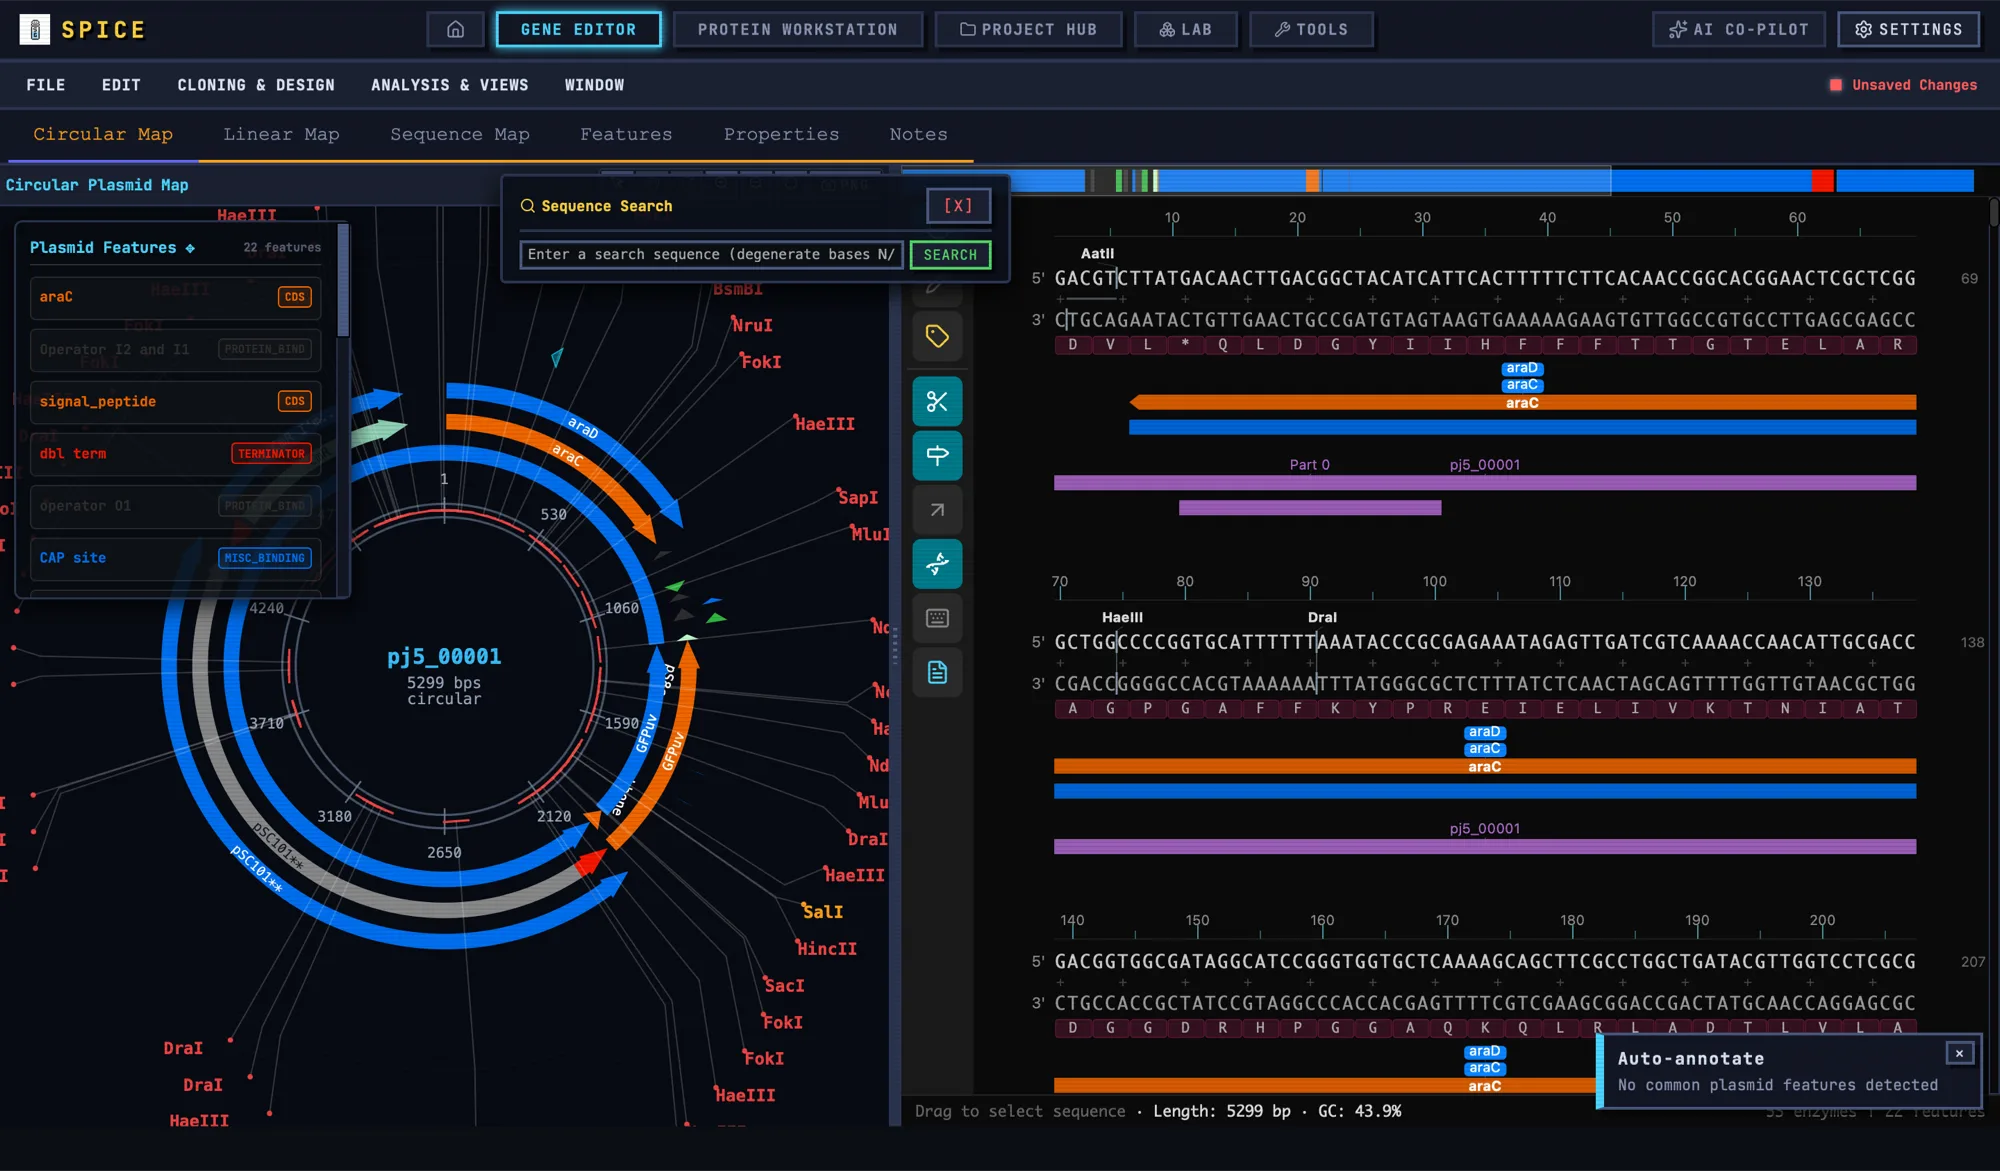 SPICE
GENE EDITOR
PROTEIN WORKSTATION
PROJECT HUB
LAB
TOOLS
AI CO-PILOT
SETTINGS
FILE
EDIT
CLONING & DESIGN
ANALYSIS & VIEWS
WINDOW
Unsaved Changes
Circular Map
Linear Map
Sequence Map
Features
Properties
Notes
Circular Plasmid Map
Sequence Search
[X]
Enter a search sequence (degenerate bases N/
SEARCH
Plasmid Features
22 features
araC
CDS
Operator I2 and I1
PROTEIN_BIND
signal_peptide
CDS
dbl term
TERMINATOR
operator O1
PROTEIN_BIND
CAP site
MISC_BINDING
HaeIII
HaeIII
FokI
FokI
DraI
BsmBI
NruI
FokI
HaeIII
SapI
MluI
DraI
HaeIII
SalI
HincII
SacI
FokI
FokI
HaeIII
DraI
DraI
HaeIII
araD
araC
GFPuv
GFPuv
pSC101**
pSC101**
1
530
1060
1590
2120
2650
3180
3710
4240
pj5_00001
5299 bps
circular
10 20 30 40 50 60
AatII
5' GACGTCTTATGACAACTTGACGGCTACATCATTCACTTTTTCTTCACAACCGGCACGGAACTCGCTCGG 69
3' CTGCAGAATACTGTTGAACTGCCGATGTAGTAAGTGAAAAAGAAGTGTTGGCCGTGCCTTGAGCGAGCC
D V L * Q L D G Y I I H F F F T T G T E L A R
araD
araC
araC
Part 0 pj5_00001
70 80 90 100 110 120 130
HaeIII DraI
5' GCTGGCCCCGGTGCATTTTTTAAATACCCGCGAGAAATAGAGTTGATCGTCAAAACCAACATTGCGACC 138
3' CGACCGGGGCCACGTAAAAAATTTATGGGCGCTCTTTATCTCAACTAGCAGTTTTGGTTGTAACGCTGG
A G P G A F F K Y P R E I E L I V K T N I A T
araD
araC
araC
pj5_00001
140 150 160 170 180 190 200
5' GACGGTGGCGATAGGCATCCGGGTGGTGCTCAAAAGCAGCTTCGCCTGGCTGATACGTTGGTCCTCGCG 207
3' CTGCCACCGCTATCCGTAGGCCCACCACGAGTTTTCGTCGAAGCGGACCGACTATGCAACCAGGAGCGC
D G G D R H P G G A Q K Q L R L A D T L V L A
araD
araC
araC
Auto-annotate
×
No common plasmid features detected
Drag to select sequence · Length: 5299 bp · GC: 43.9%
53 enzymes | 22 features